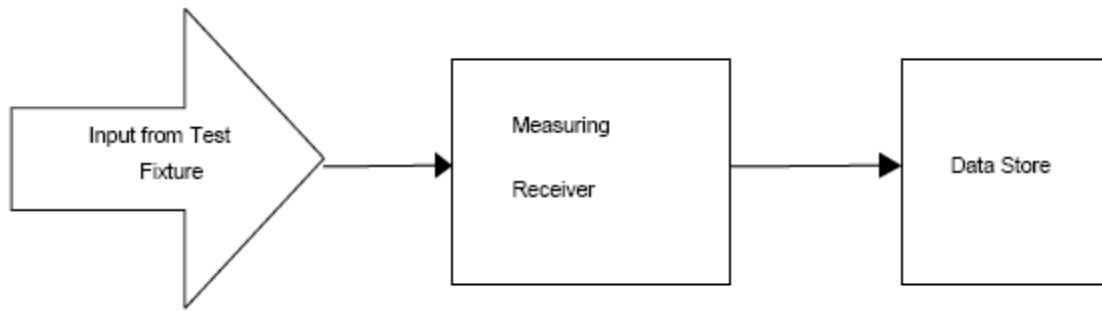 Input from Test
Fixture
Measuring
Receiver
Data Store